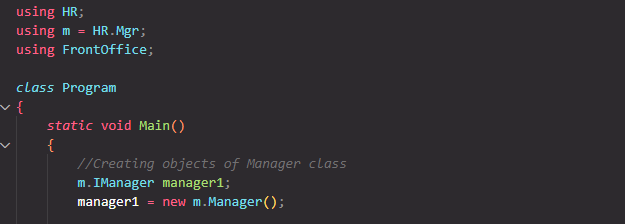 using HR;
using m = HR.Mgr;
using FrontOffice;
class Program
{
static void Main()
{
//Creating objects of Manager class
m.IManager manager1;
manager1 = new m.Manager();